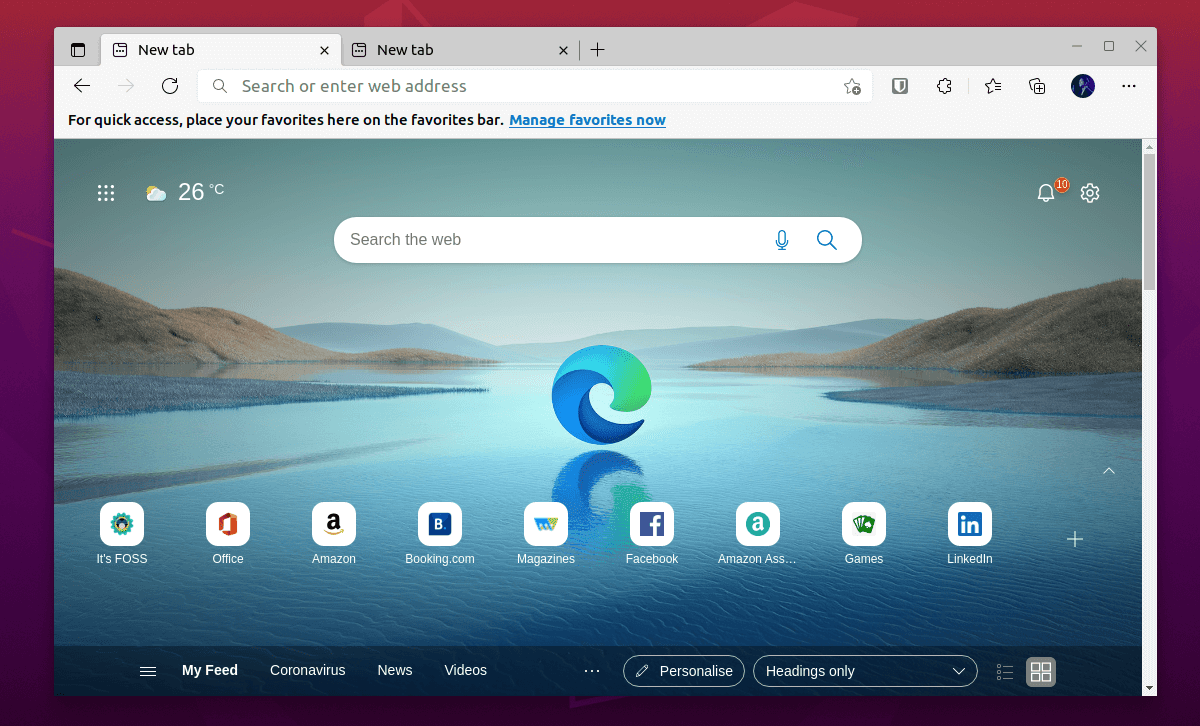 New tab
New tab
Search or enter web address
For quick access, place your favorites here on the favorites bar. Manage favorites now
26 °C
10
Search the web
It's FOSS
Office
a
Amazon
B.
Booking.com
Magazines
f
Facebook
a
Amazon Ass...
Games
in
LinkedIn
My Feed
Coronavirus
News
Videos
Personalise
Headings only